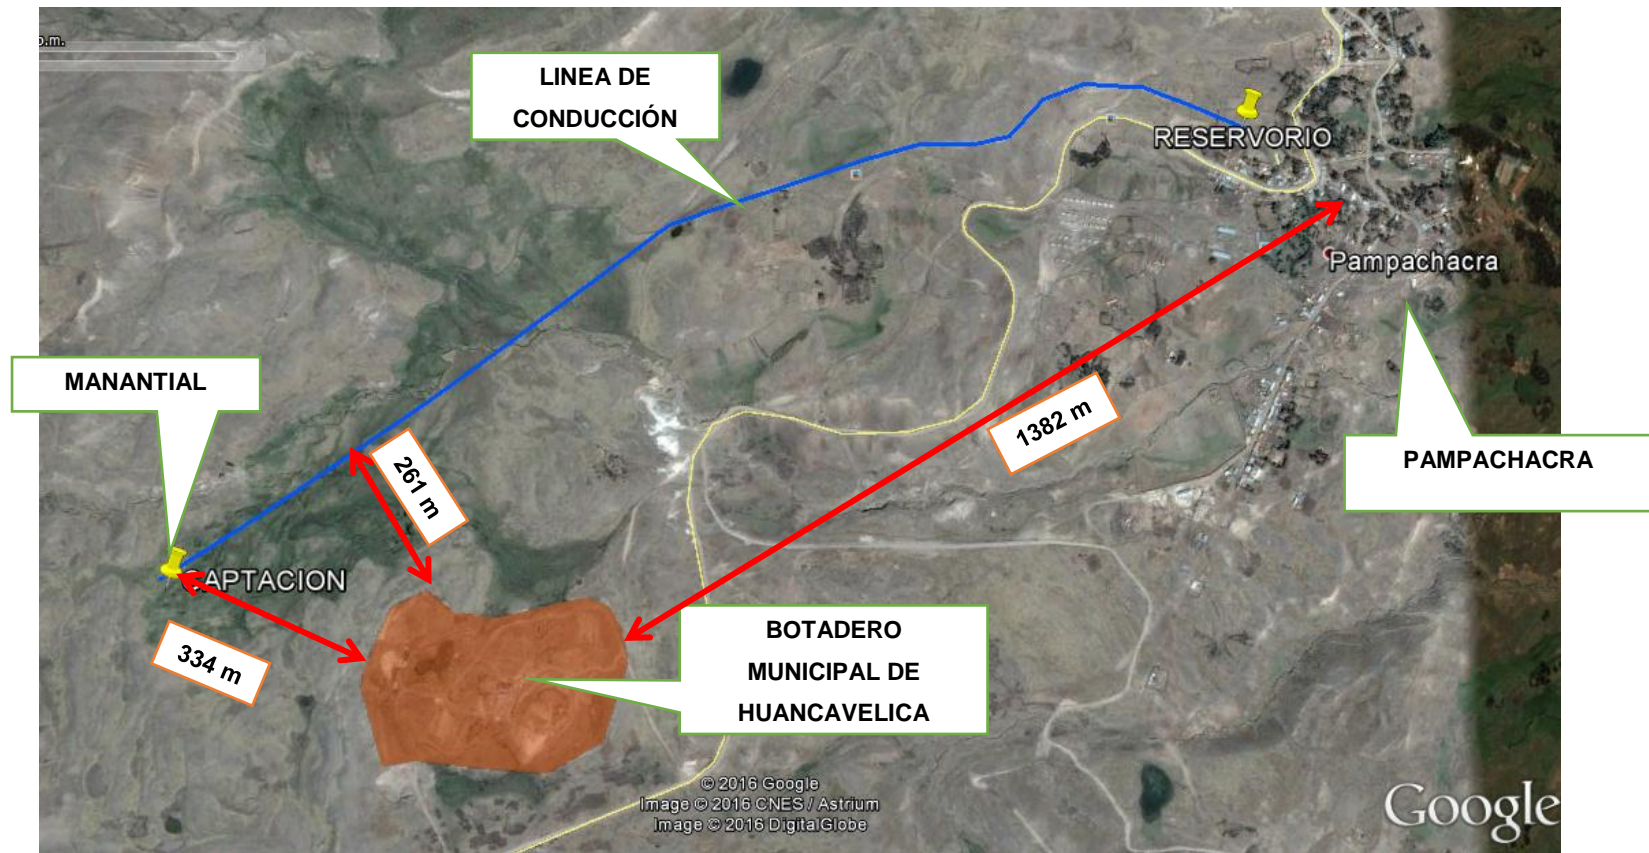 p.m.
LINEA DE
CONDUCCIÓN
RESERVORIO
Pampachacra
MANANTIAL
1382 m
261 m
PAMPACHACRA
CAPTACION
334 m
BOTADERO
MUNICIPAL DE
HUANCAVELICA
© 2016 Google
Image © 2016 CNES / Astrium
Image © 2016 DigitalGlobe
Google